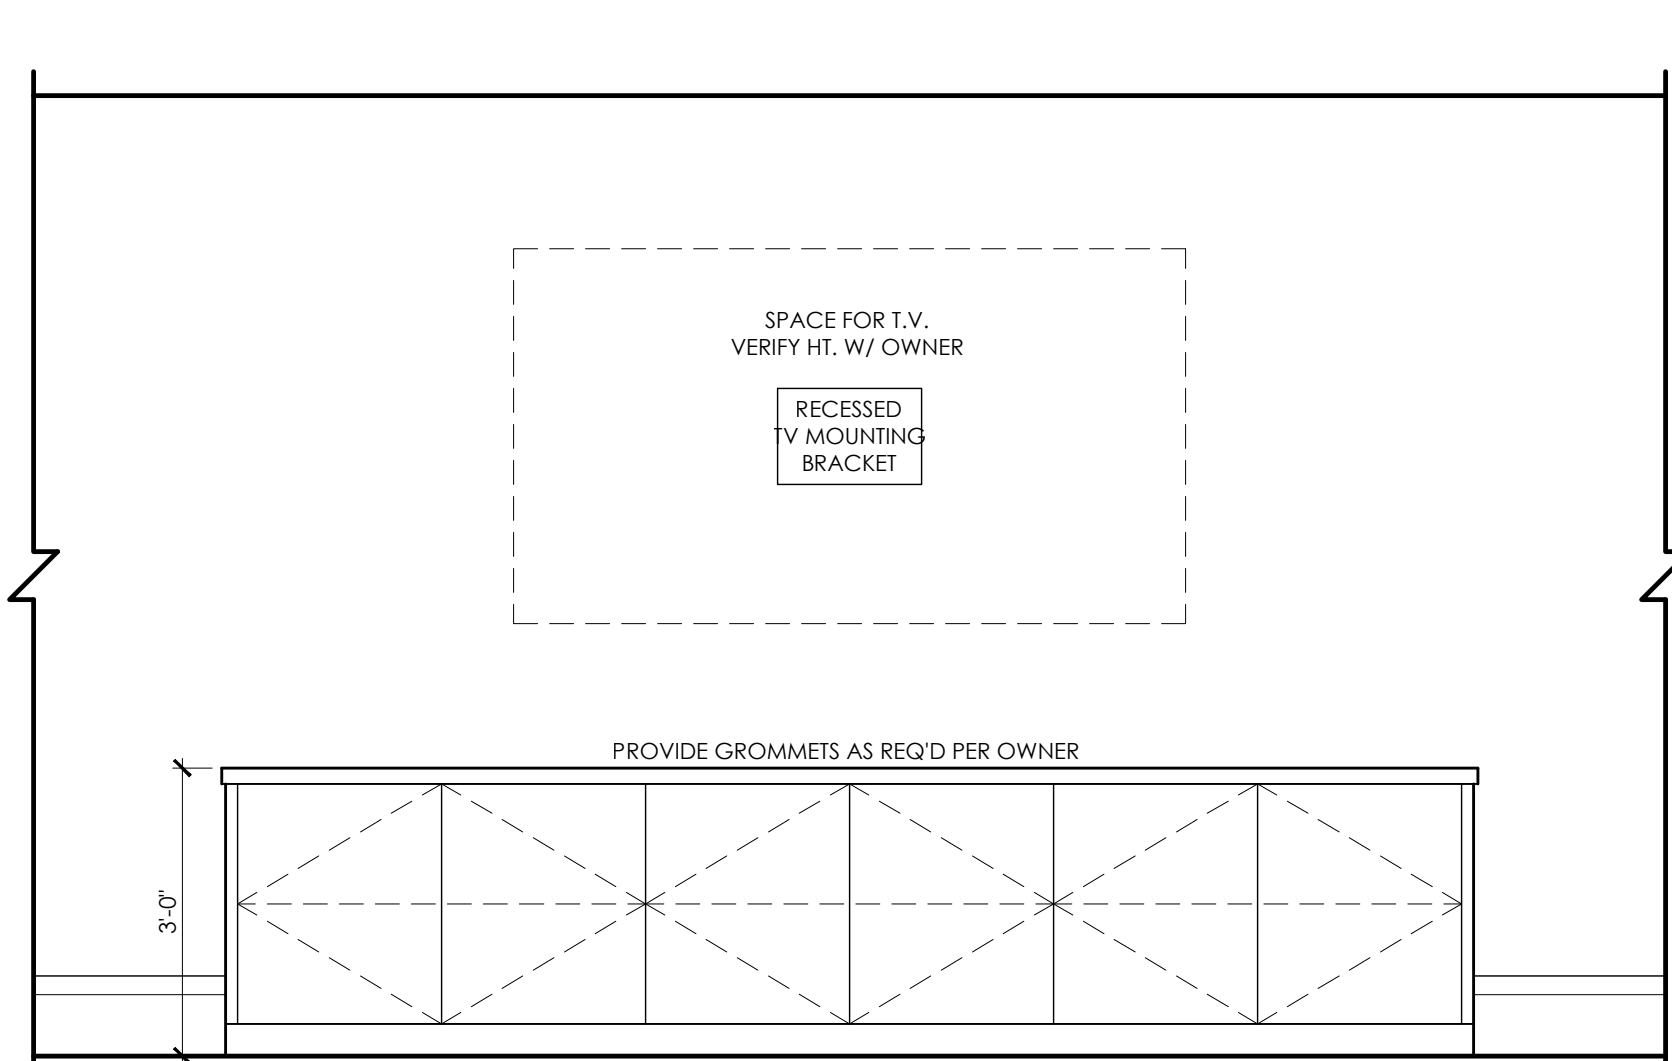 SPACE FOR T.V.
VERIFY HT. W/ OWNER
RECESSED
TV MOUNTING
BRACKET
PROVIDE GROMMETS AS REQ'D PER OWNER
3'-0"